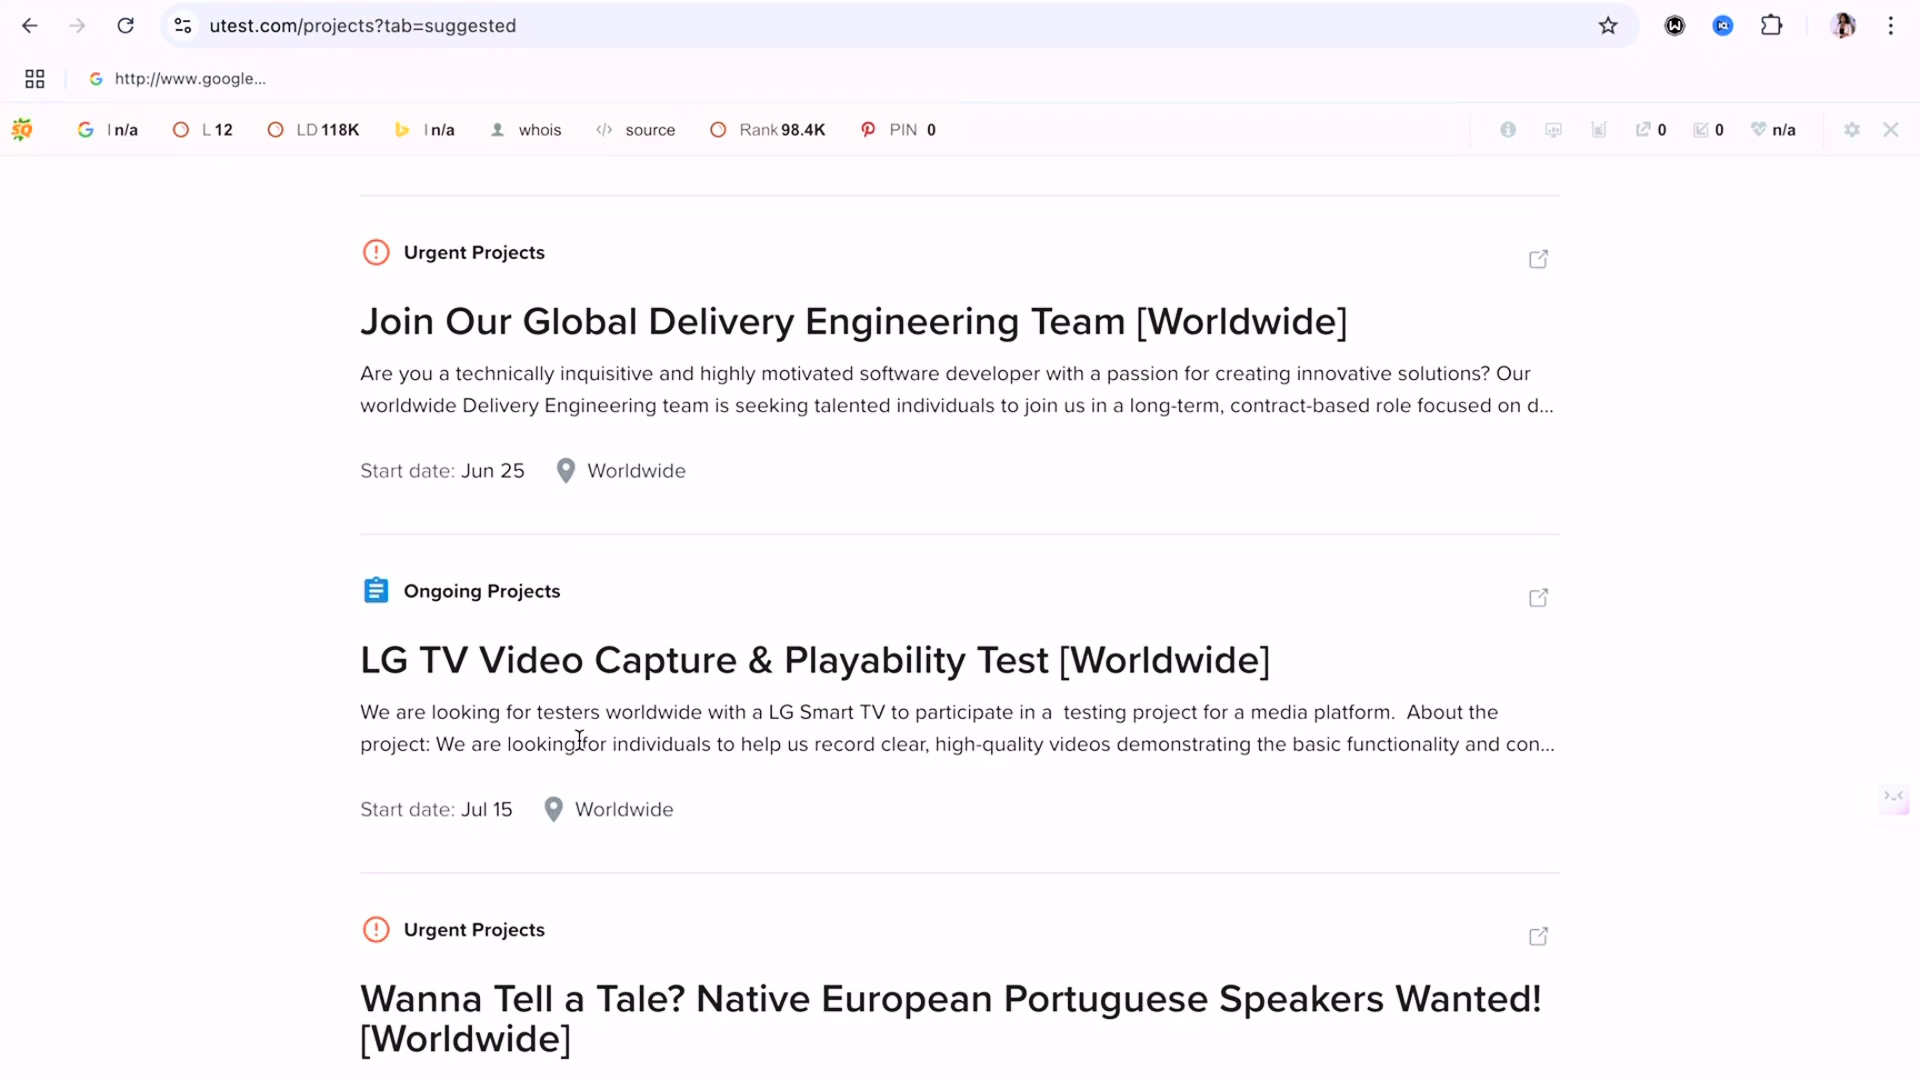 utest.com/projects?tab=suggested
http://www.google...
SQ I n/a L 12 LD 118K I n/a whois source Rank 98.4K PIN 0 0 0 n/a
Urgent Projects
Join Our Global Delivery Engineering Team [Worldwide]
Are you a technically inquisitive and highly motivated software developer with a passion for creating innovative solutions? Our
worldwide Delivery Engineering team is seeking talented individuals to join us in a long-term, contract-based role focused on d...
Start date: Jun 25 Worldwide
Ongoing Projects
LG TV Video Capture & Playability Test [Worldwide]
We are looking for testers worldwide with a LG Smart TV to participate in a testing project for a media platform. About the
project: We are looking for individuals to help us record clear, high-quality videos demonstrating the basic functionality and con...
Start date: Jul 15 Worldwide
Urgent Projects
Wanna Tell a Tale? Native European Portuguese Speakers Wanted!
[Worldwide]